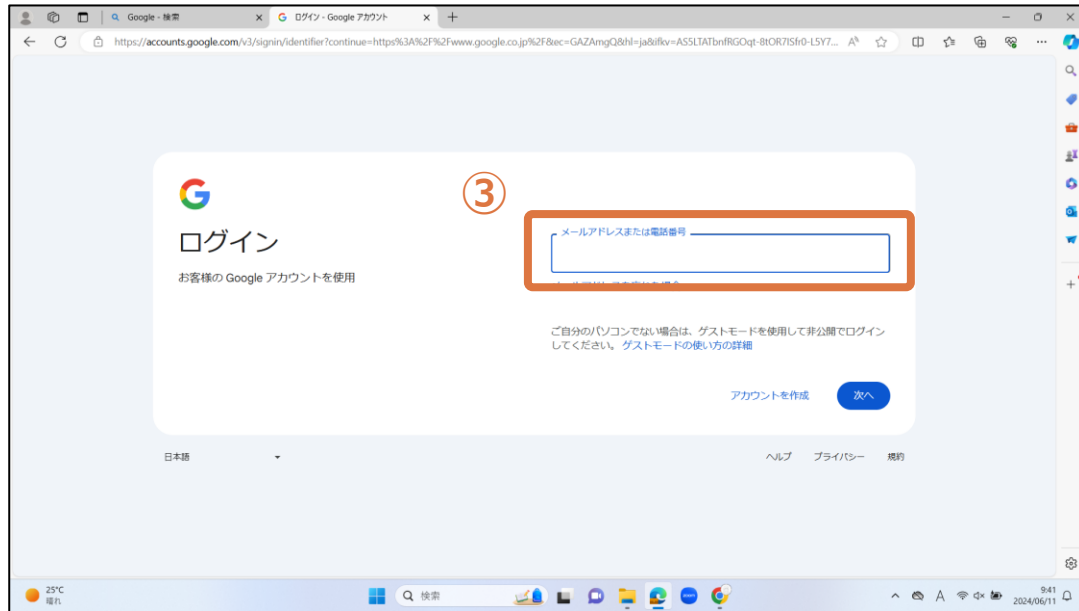 Google - 検索
ログイン - Google アカウント
https://accounts.google.com/v3/signin/identifier?continue=https%3A%2F%2Fwww.google.co.jp%2F&ec=GAZAmgQ&hl=ja&ifkv=AS5LTATbnfRGOqt-8tOR7ISfr0-L5Y7...
③
ログイン
お客様の Google アカウントを使用
メールアドレスまたは電話番号
ご自分のパソコンでない場合は、ゲストモードを使用して非公開でログイン
してください。 ゲストモードの使い方の詳細
アカウントを作成
次へ
日本語
ヘルプ プライバシー 規約
25°C
晴れ
検索
A
9:41
2024/06/11